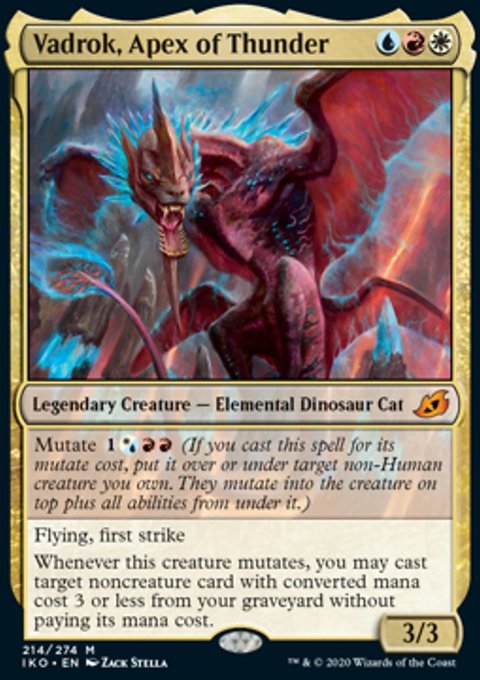 Vadrok, Apex of Thunder
Legendary Creature — Elemental Dinosaur Cat
Mutate 1 (If you cast this spell for its
mutate cost, put it over or under target non-Human
creature you own. They mutate into the creature on
top plus all abilities from under it.)
Flying, first strike
Whenever this creature mutates, you may cast
target noncreature card with converted mana
cost 3 or less from your graveyard without
paying its mana cost.
3/3
214/274 M
IKO • EN Zack Stella
™ & © 2020 Wizards of the Coast